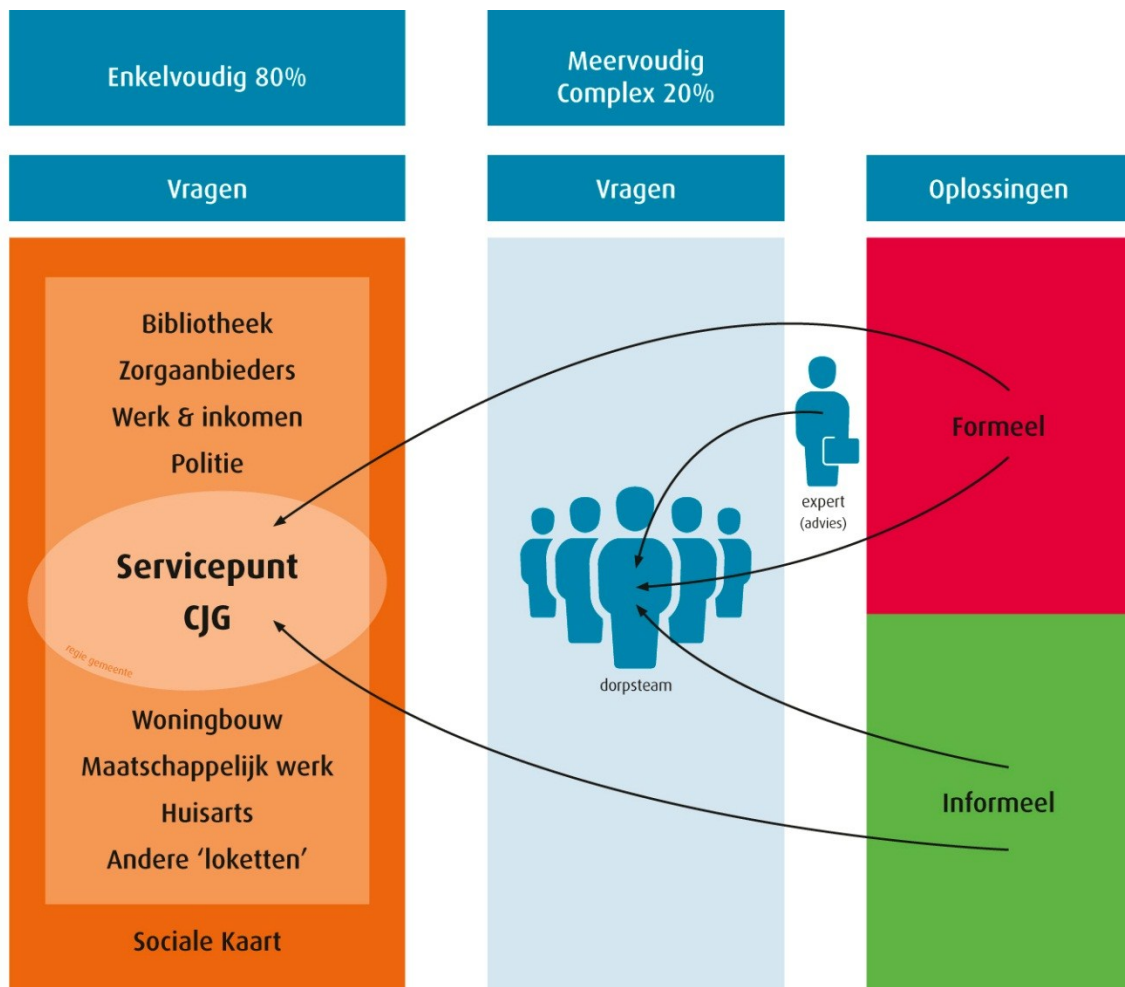 Enkelvoudig 80%
Meervoudig
Complex 20%
Vragen
Vragen
Oplossingen
Bibliotheek
Zorgaanbieders
Werk & inkomen
Politie
Servicepunt
CJG
regie gemeente
Woningbouw
Maatschappelijk werk
Huisarts
Andere ‘loketten’
Sociale Kaart
dorpsteam
expert
(advies)
Formeel
Informeel